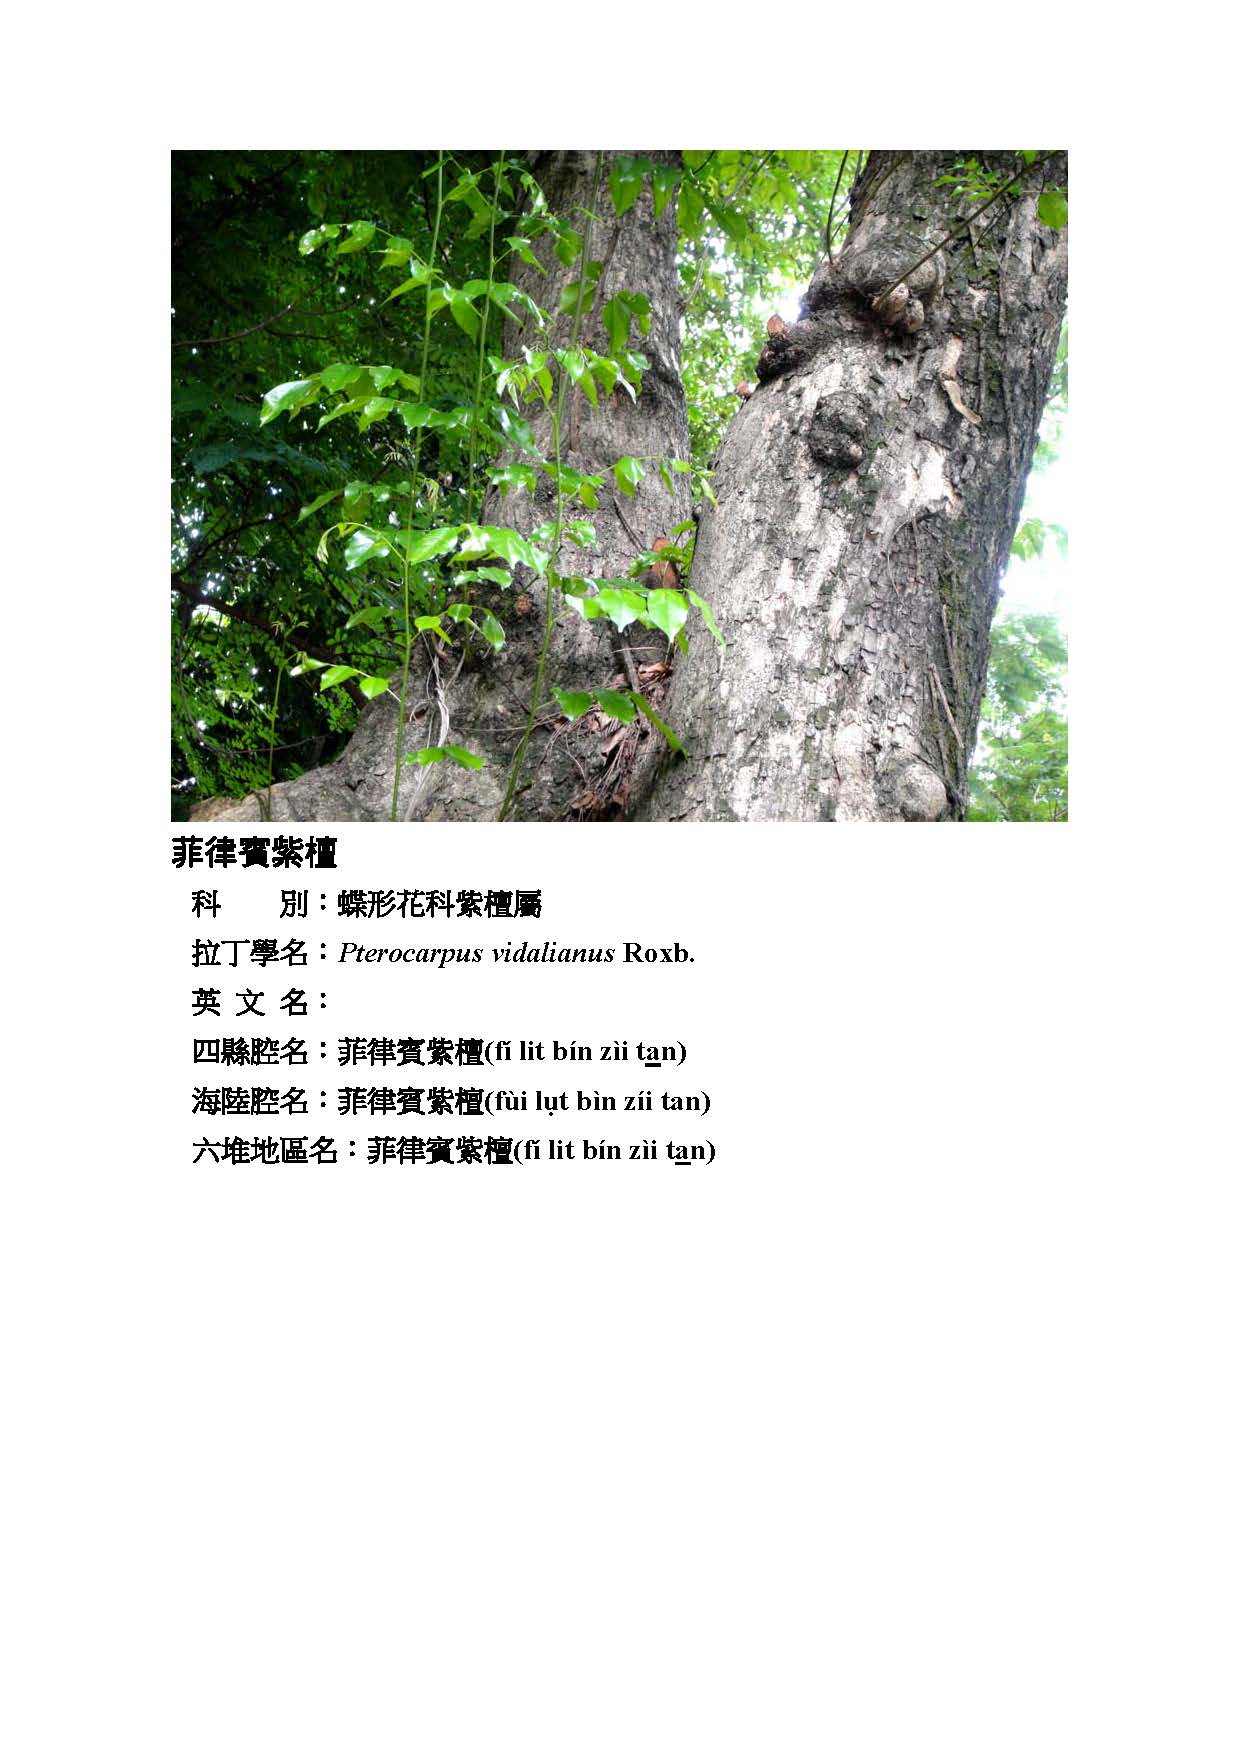 菲律賓紫檀
科　　別：蝶形花科紫檀屬
拉丁學名：Pterocarpus vidalianus Roxb.
英 文 名：
四縣腔名：菲律賓紫檀(fí lit bín zìi ta̲n)
海陸腔名：菲律賓紫檀(fùi lụt bìn zíi tan)
六堆地區名：菲律賓紫檀(fí lit bín zìi ta̲n)